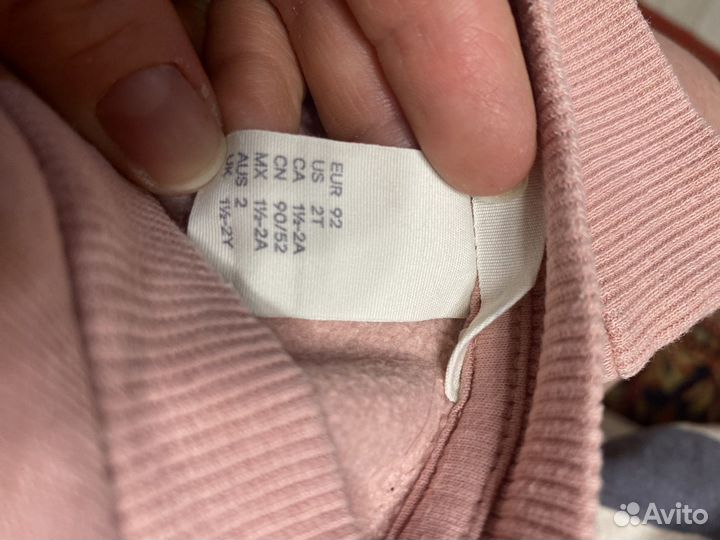 EUR 92
US 2T
CA 1½-2A
CN 90/52
MX 1½-2A
AUS 2
UK 1½-2Y
Avito